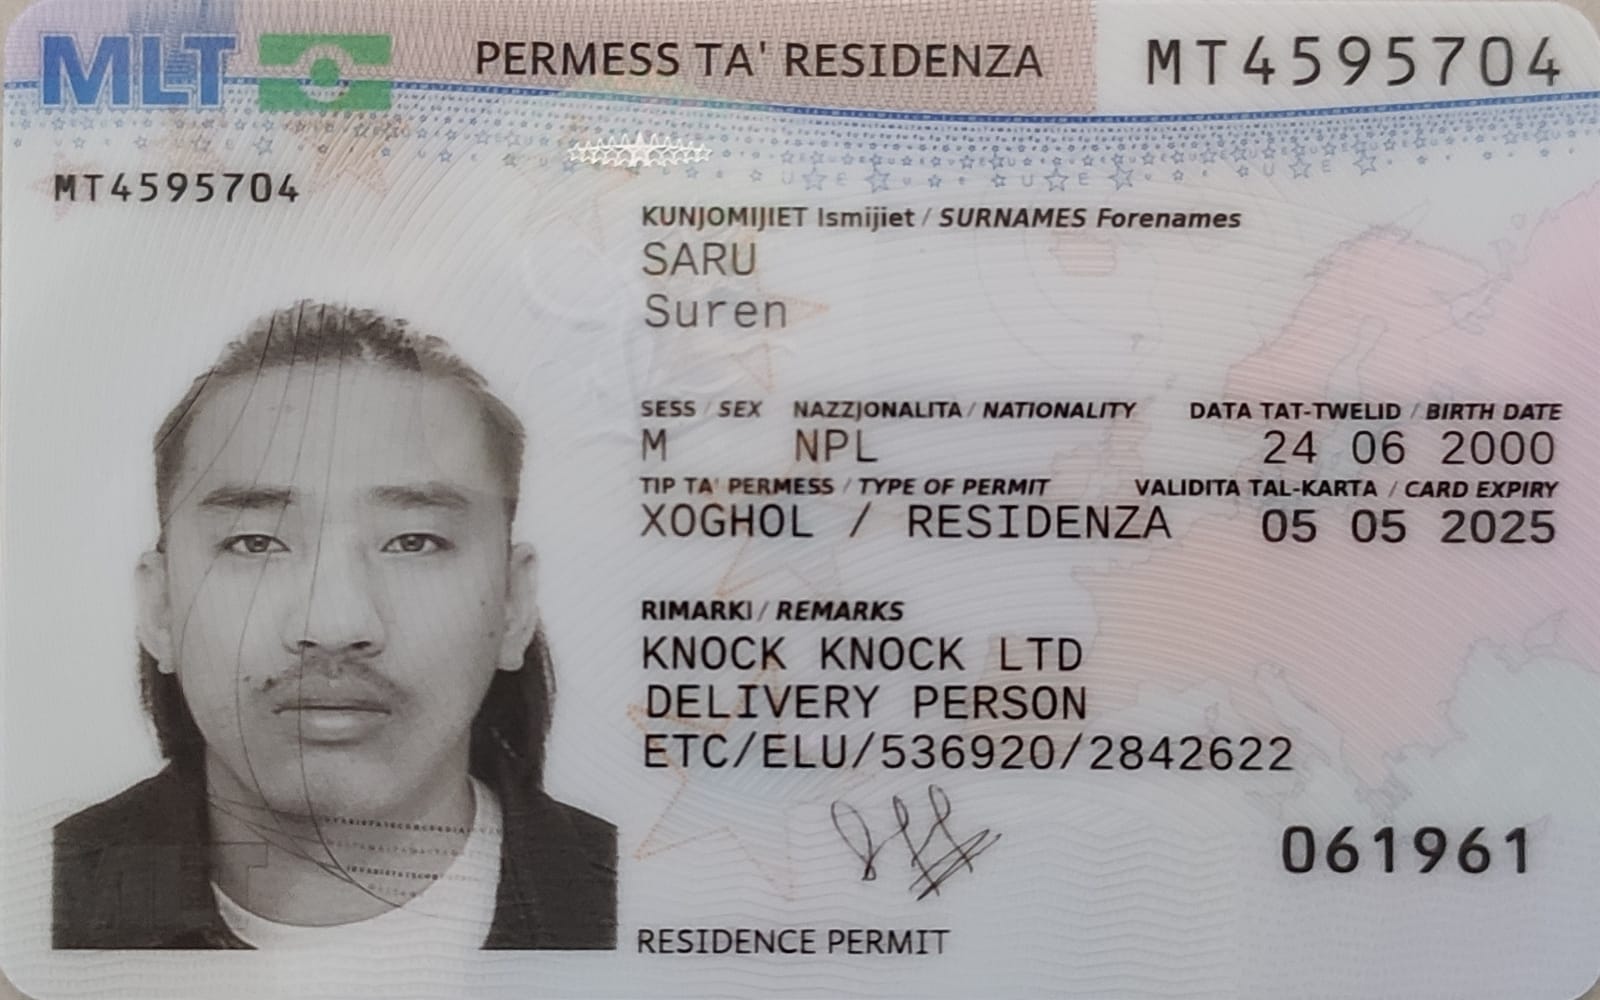 MLT
PERMESS TA' RESIDENZA
MT4595704
MT4595704
KUNJOMIJIET Ismijiet / SURNAMES Forenames
SARU
Suren
SESS / SEX NAZZJONALITA / NATIONALITY DATA TAT-TWELID / BIRTH DATE
M NPL 24 06 2000
TIP TA' PERMESS / TYPE OF PERMIT VALIDITA TAL-KARTA / CARD EXPIRY
XOGHOL / RESIDENZA 05 05 2025
RIMARKI / REMARKS
KNOCK KNOCK LTD
DELIVERY PERSON
ETC/ELU/536920/2842622
061961
RESIDENCE PERMIT